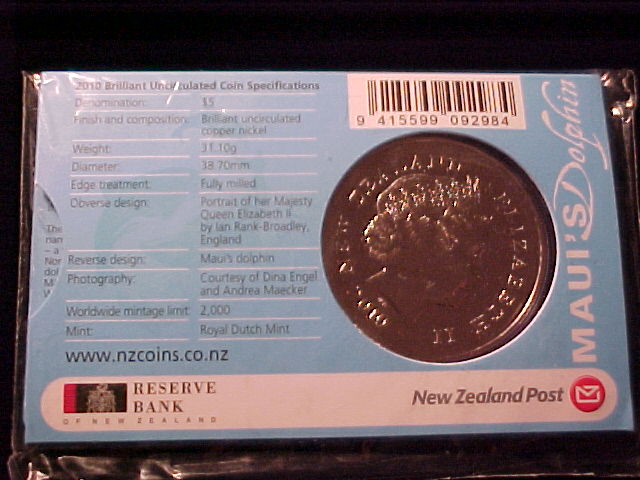 2010 Brilliant Uncirculated Coin Specifications
Denomination: $5
Finish and composition: Brilliant uncirculated
copper nickel
Weight: 31.10g
Diameter: 38.70mm
Edge treatment: Fully milled
Obverse design: Portrait of her Majesty
Queen Elizabeth II
by Ian Rank-Broadley,
England
Reverse design: Maui's dolphin
Photography: Courtesy of Dina Engel
and Andrea Maecker
Worldwide mintage limit: 2,000
Mint: Royal Dutch Mint
www.nzcoins.co.nz
The
nan
– a
Nor
dol
M
RESERVE
BANK
OF NEW ZEALAND
9 415599 092984
NEW ZEALAND ELIZABETH II
MAUI'S Dolphin
New Zealand Post